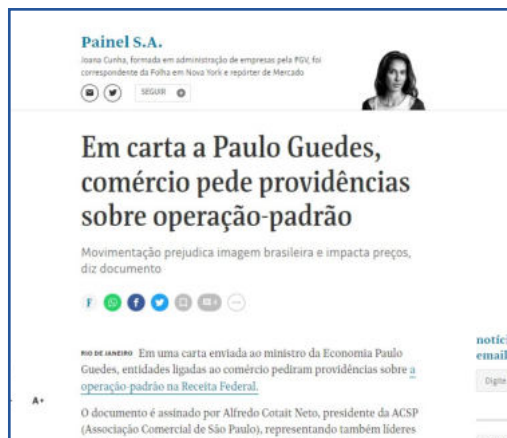 Painel S.A.
Joana Cunha, formada em administração de empresas pela FGV, foi
correspondente da Folha em Nova York e repórter de Mercado
SEGUIR
Em carta a Paulo Guedes,
comércio pede providências
sobre operação-padrão
Movimentação prejudica imagem brasileira e impacta preços,
diz documento
F
RIO DE JANEIRO Em uma carta enviada ao ministro da Economia Paulo
Guedes, entidades ligadas ao comércio pediram providências sobre a
operação-padrão na Receita Federal.
A+
O documento é assinado por Alfredo Cotait Neto, presidente da ACSP
(Associação Comercial de São Paulo), representando também líderes
notíci
email
Digite